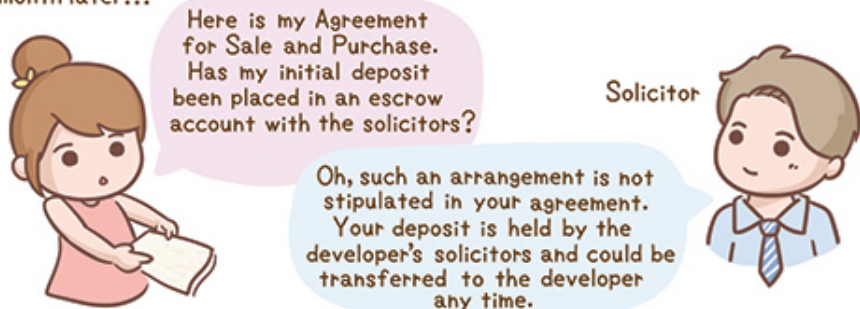 month later...
Here is my Agreement
for Sale and Purchase.
Has my initial deposit
been placed in an escrow
account with the solicitors?
Solicitor
Oh, such an arrangement is not
stipulated in your agreement.
Your deposit is held by the
developer's solicitors and could be
transferred to the developer
any time.